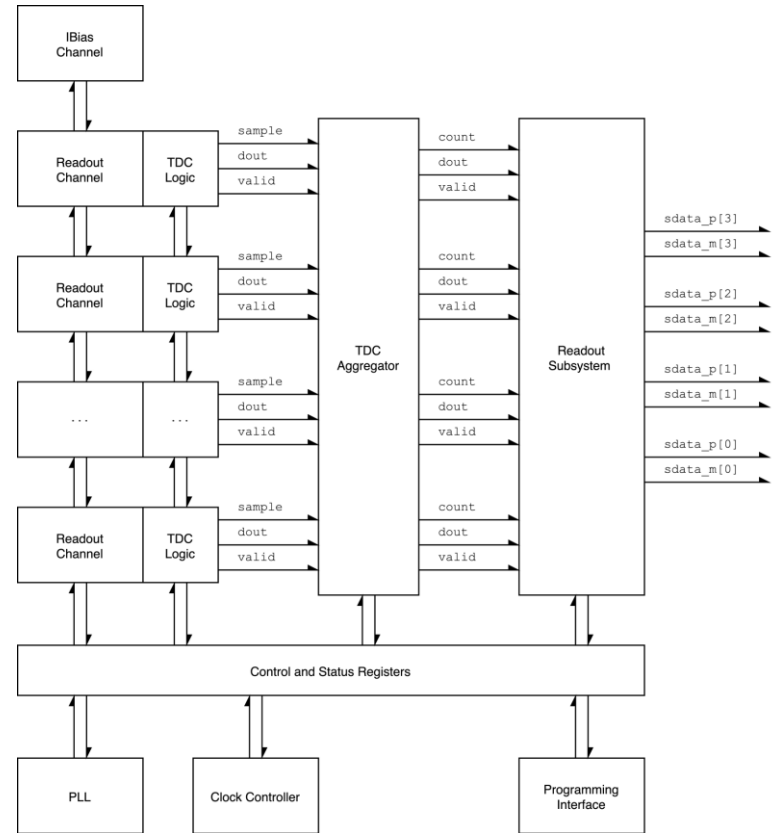 IBias
Channel
Readout
Channel
TDC
Logic
sample
dout
valid
count
dout
valid
Readout
Channel
TDC
Logic
sample
dout
valid
count
dout
valid
...
...
sample
dout
valid
count
dout
valid
Readout
Channel
TDC
Logic
sample
dout
valid
count
dout
valid
TDC
Aggregator
Readout
Subsystem
sdata_p[3]
sdata_m[3]
sdata_p[2]
sdata_m[2]
sdata_p[1]
sdata_m[1]
sdata_p[0]
sdata_m[0]
Control and Status Registers
PLL
Clock Controller
Programming
Interface